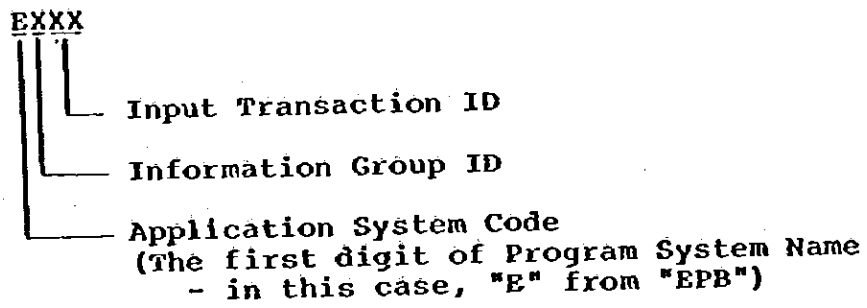 EXXX
Input Transaction ID
Information Group ID
Application System Code
(The first digit of Program System Name
- in this case, "E" from "EPB")